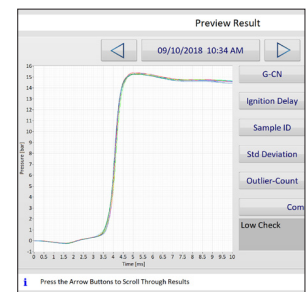 Preview Result
09/10/2018 10:34 AM
G-CN
Ignition Delay
Sample ID
Std Deviation
Outlier-Count
Com
Low Check
Pressure [bar]
16
15
14
13
12
11
10
9
8
7
6
5
4
3
2
1
0
-1
0 0.5 1 1.5 2 2.5 3 3.5 4 4.5 5 5.5 6 6.5 7 7.5 8 8.5 9 9.5 10
Time [ms]
i Press the Arrow Buttons to Scroll Through Results